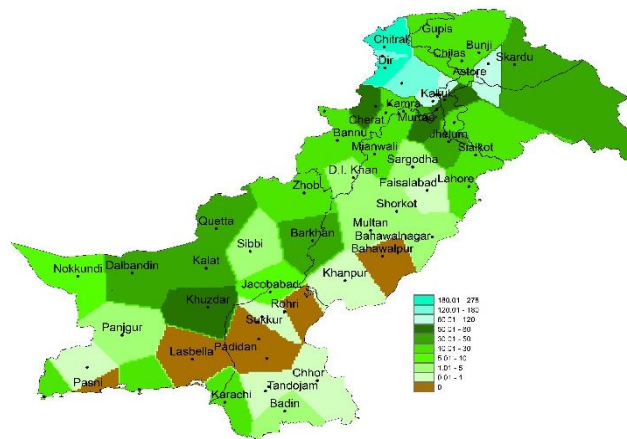 Gupis
Chitral
Bunji
Chilas
Skardu
Dir
Astore
Kakul
Kamra
Murree
Cherat
Jhelum
Bannu
Mianwali
Sialkot
Sargodha
D.I. Khan
Faisalabad
Lahore
Zhob
Shorkot
Quetta
Multan
Barkhan
Bahawalnagar
Sibbi
Bahawalpur
Nokkundi
Dalbandin
Kalat
Khanpur
Jacobabad
Khuzdar
Rohri
Sukkur
Panjgur
Padidan
Lasbella
Chhor
Pasni
Tandojam
Karachi
Badin
180.01 - 275
120.01 - 180
80.01 - 120
50.01 - 80
30.01 - 50
10.01 - 30
5.01 - 10
1.01 - 5
0.01 - 1
0